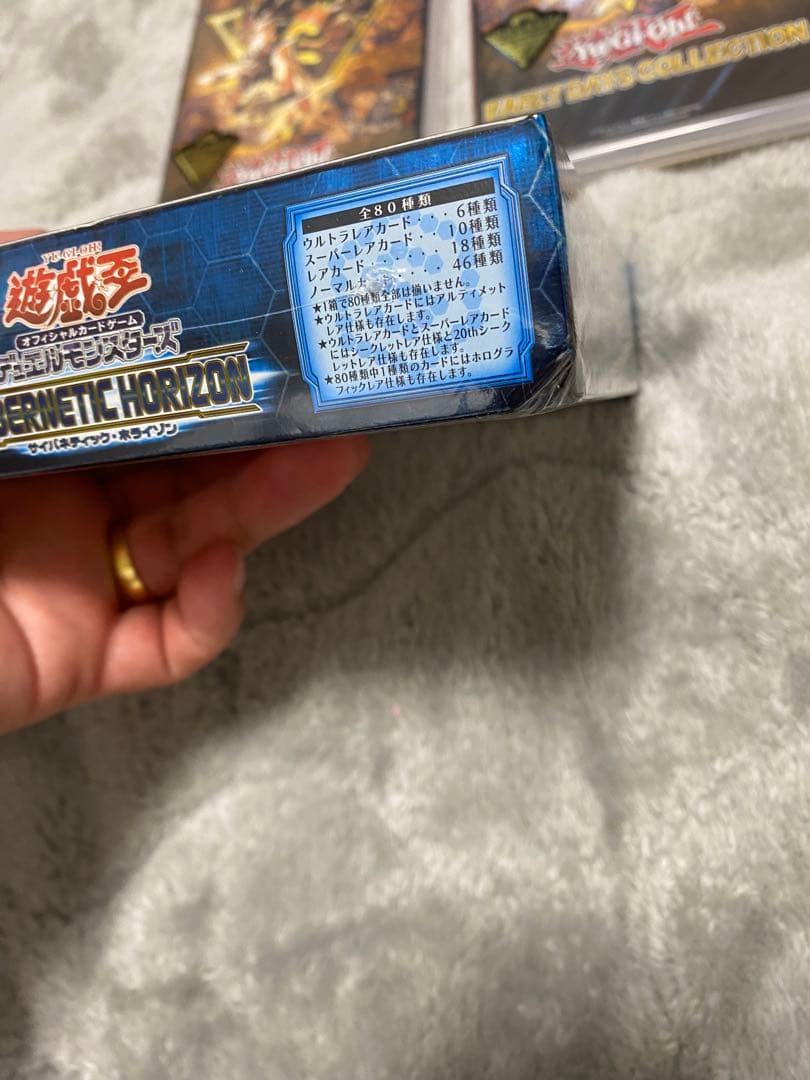 Yu-Gi-Oh!
EARLY DAYS COLLECTION
YU-GI-OH!
遊戯王
オフィシャルカードゲーム
デュエルモンスターズ
BERNETIC HORIZON
サイバネティック・ホライゾン
全80種類
ウルトラレアカード・・・6種類
スーパーレアカード・・10種類
レアカード・・・・・18種類
ノーマルカ・・・・46種類
★1箱で80種類全部は揃いません。
★ウルトラレアカードにはアルティメット
レア仕様も存在します。
★ウルトラレアカードとスーパーレアカード
にはシークレットレア仕様と20thシーク
レットレア仕様も存在します。
★80種類中1種類のカードにはホログラ
フィックレア仕様も存在します。